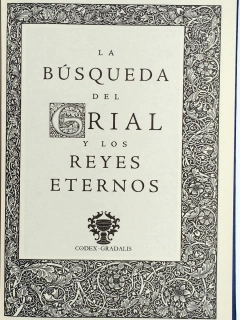 LA
BÚSQUEDA
DEL
GRIAL
Y LOS
REYES
ETERNOS
CODEX·GRADALIS